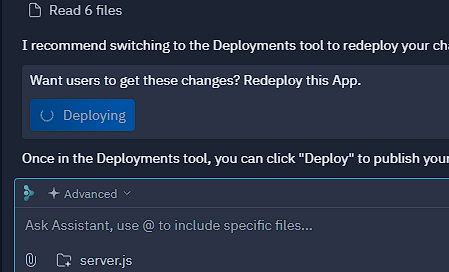 Read 6 files
I recommend switching to the Deployments tool to redeploy your
Want users to get these changes? Redeploy this App.
Deploying
Once in the Deployments tool, you can click "Deploy" to publish your
Advanced
Ask Assistant, use @ to include specific files...
server.js